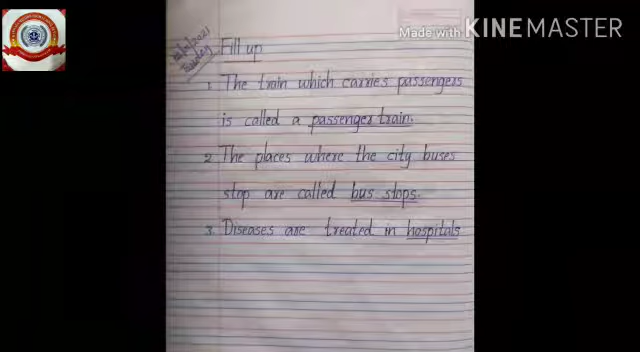 Made with KINEMASTER
Fill up
1. The train which carries passengers
is called a passenger train.
2. The places where the city buses
stop are called bus stops.
3. Diseases are treated in hospitals